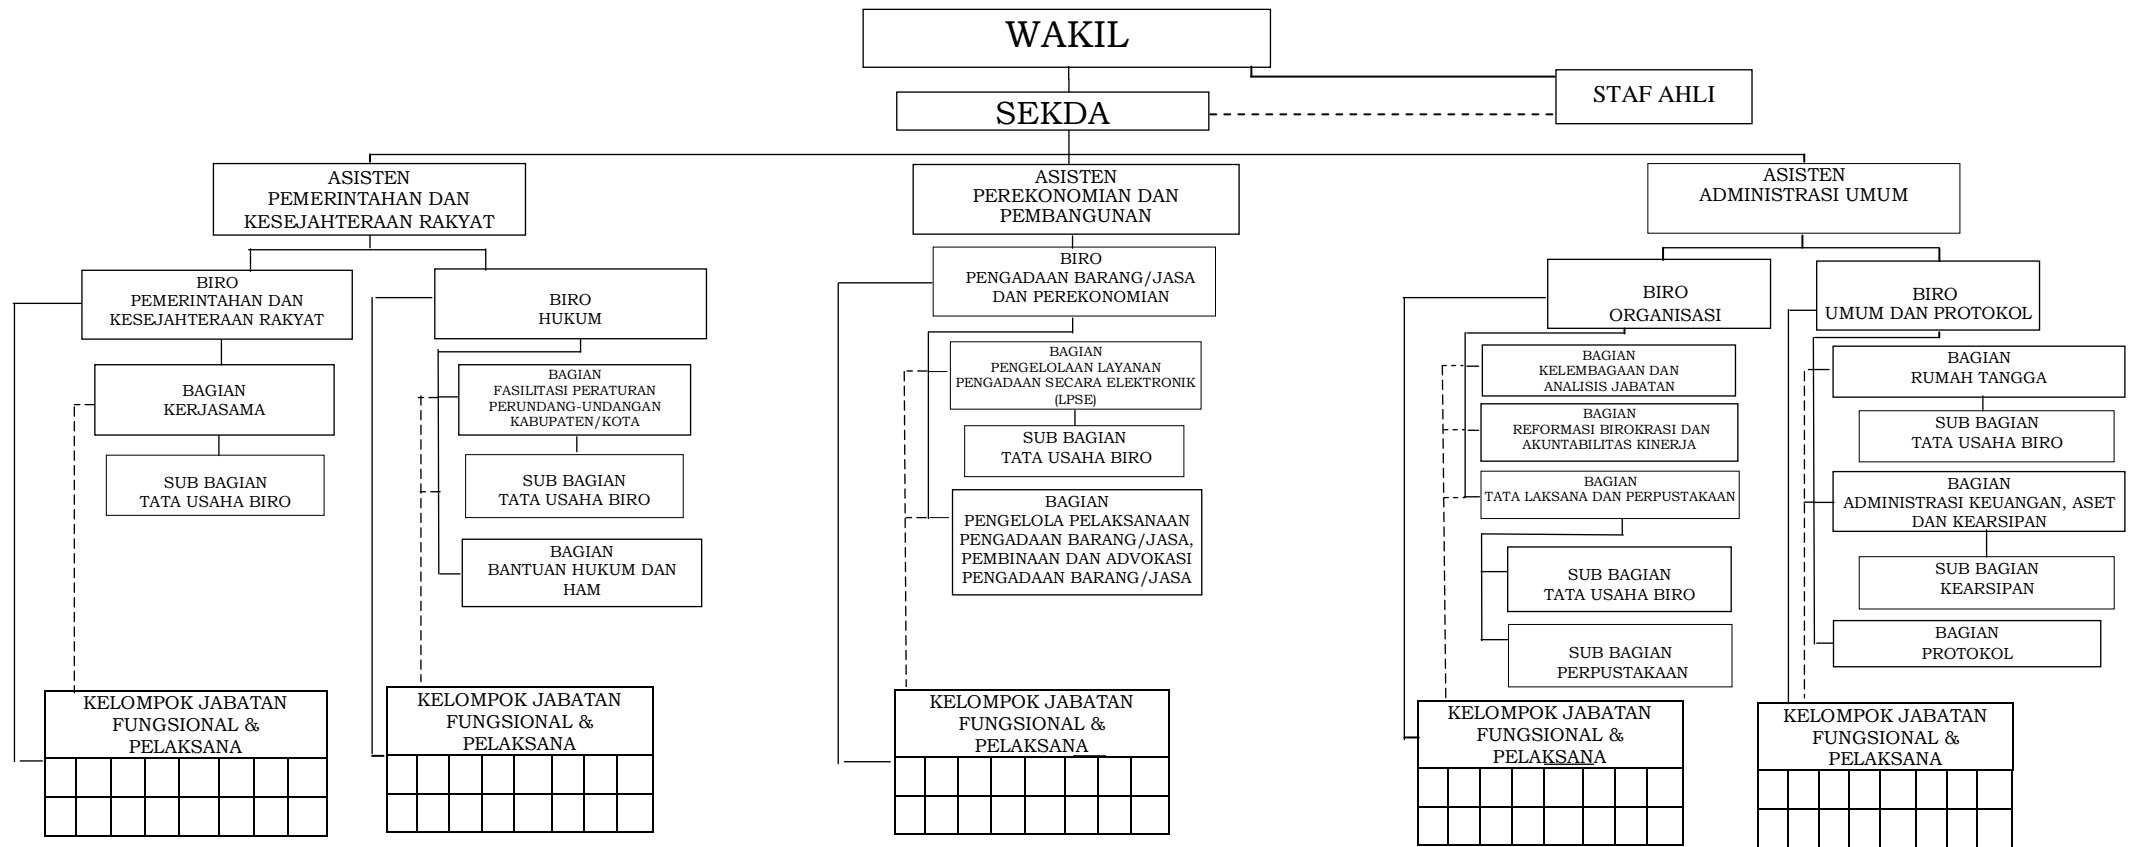 WAKIL
STAF AHLI
SEKDA
ASISTEN
PEMERINTAHAN DAN
KESEJAHTERAAN RAKYAT
ASISTEN
PEREKONOMIAN DAN
PEMBANGUNAN
ASISTEN
ADMINISTRASI UMUM
BIRO
PEMERINTAHAN DAN
KESEJAHTERAAN RAKYAT
BIRO
HUKUM
BIRO
PENGADAAN BARANG/JASA
DAN PEREKONOMIAN
BIRO
ORGANISASI
BIRO
UMUM DAN PROTOKOL
BAGIAN
KERJASAMA
SUB BAGIAN
TATA USAHA BIRO
BAGIAN
FASILITASI PERATURAN
PERUNDANG-UNDANGAN
KABUPATEN/KOTA
SUB BAGIAN
TATA USAHA BIRO
BAGIAN
BANTUAN HUKUM DAN
HAM
BAGIAN
PENGELOLAAN LAYANAN
PENGADAAN SECARA ELEKTRONIK
(LPSE)
SUB BAGIAN
TATA USAHA BIRO
BAGIAN
PENGELOLA PELAKSANAAN
PENGADAAN BARANG/JASA,
PEMBINAAN DAN ADVOKASI
PENGADAAN BARANG/JASA
BAGIAN
KELEMBAGAAN DAN
ANALISIS JABATAN
BAGIAN
REFORMASI BIROKRASI DAN
AKUNTABILITAS KINERJA
BAGIAN
TATA LAKSANA DAN PERPUSTAKAAN
SUB BAGIAN
TATA USAHA BIRO
SUB BAGIAN
PERPUSTAKAAN
BAGIAN
RUMAH TANGGA
SUB BAGIAN
TATA USAHA BIRO
BAGIAN
ADMINISTRASI KEUANGAN, ASET
DAN KEARSIPAN
SUB BAGIAN
KEARSIPAN
BAGIAN
PROTOKOL
KELOMPOK JABATAN
FUNGSIONAL &
PELAKSANA
KELOMPOK JABATAN
FUNGSIONAL &
PELAKSANA
KELOMPOK JABATAN
FUNGSIONAL &
PELAKSANA
KELOMPOK JABATAN
FUNGSIONAL &
PELAKSANA
KELOMPOK JABATAN
FUNGSIONAL &
PELAKSANA